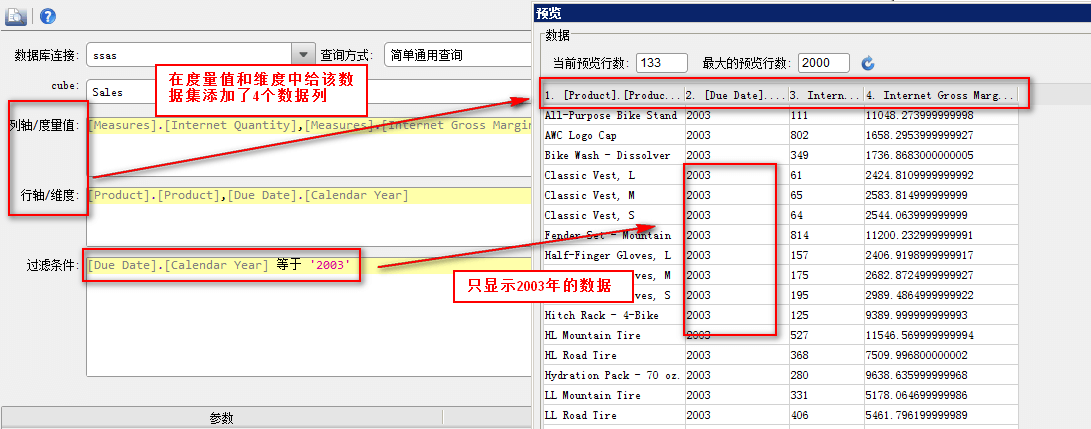 数据库连接: ssas 查询方式: 简单通用查询
cube: Sales
在度量值和维度中给该数
据集添加了4个数据列
列轴/度量值: [Measures].[Internet Quantity],[Measures].[Internet Gross Margin
行轴/维度: [Product].[Product],[Due Date].[Calendar Year]
过滤条件: [Due Date].[Calendar Year] 等于 '2003'
只显示2003年的数据
参数
预览
数据
当前预览行数: 133 最大的预览行数: 2000
1. [Product].[Produc... 2. [Due Date].... 3. Intern... 4. Internet Gross Marg...
All-Purpose Bike Stand 2003 111 11048.273999999998
AWC Logo Cap 2003 802 1658.2953999999927
Bike Wash - Dissolver 2003 349 1736.8683000000005
Classic Vest, L 2003 61 2424.8109999999992
Classic Vest, M 2003 65 2583.814999999999
Classic Vest, S 2003 64 2544.063999999999
Fender Set - Mountain 2003 814 11200.232999999991
Half-Finger Gloves, L 2003 157 2406.9198999999917
ves, M 2003 175 2682.8724999999927
ves, S 2003 195 2989.4864999999922
Hitch Rack - 4-Bike 2003 125 9389.999999999993
HL Mountain Tire 2003 527 11546.569999999994
HL Road Tire 2003 368 7509.996800000002
Hydration Pack - 70 oz. 2003 280 9638.635999999968
LL Mountain Tire 2003 331 5178.064699999986
LL Road Tire 2003 406 5461.796199999989